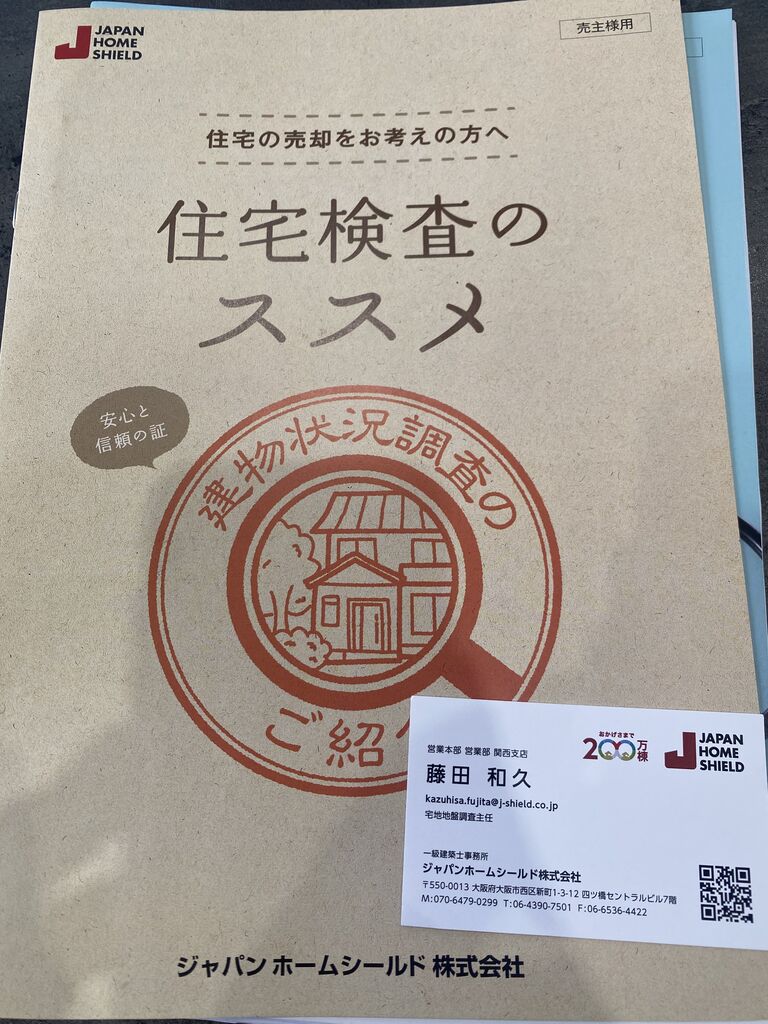 JAPAN
HOME
SHIELD
売主様用
住宅の売却をお考えの方へ
住宅検査の
ススメ
安心と
信頼の証
建物状況調査の
ご紹
営業本部 営業部 関西支店
藤田 和久
kazuhisa.fujita@j-shield.co.jp
宅地地盤調査主任
おかげさまで
200万棟
JAPAN
HOME
SHIELD
一級建築士事務所
ジャパンホームシールド株式会社
〒550-0013 大阪府大阪市西区新町1-3-12 四ツ橋セントラルビル7階
M:070-6479-0299 T:06-4390-7501 F:06-6536-4422
ジャパン ホームシールド 株式会社